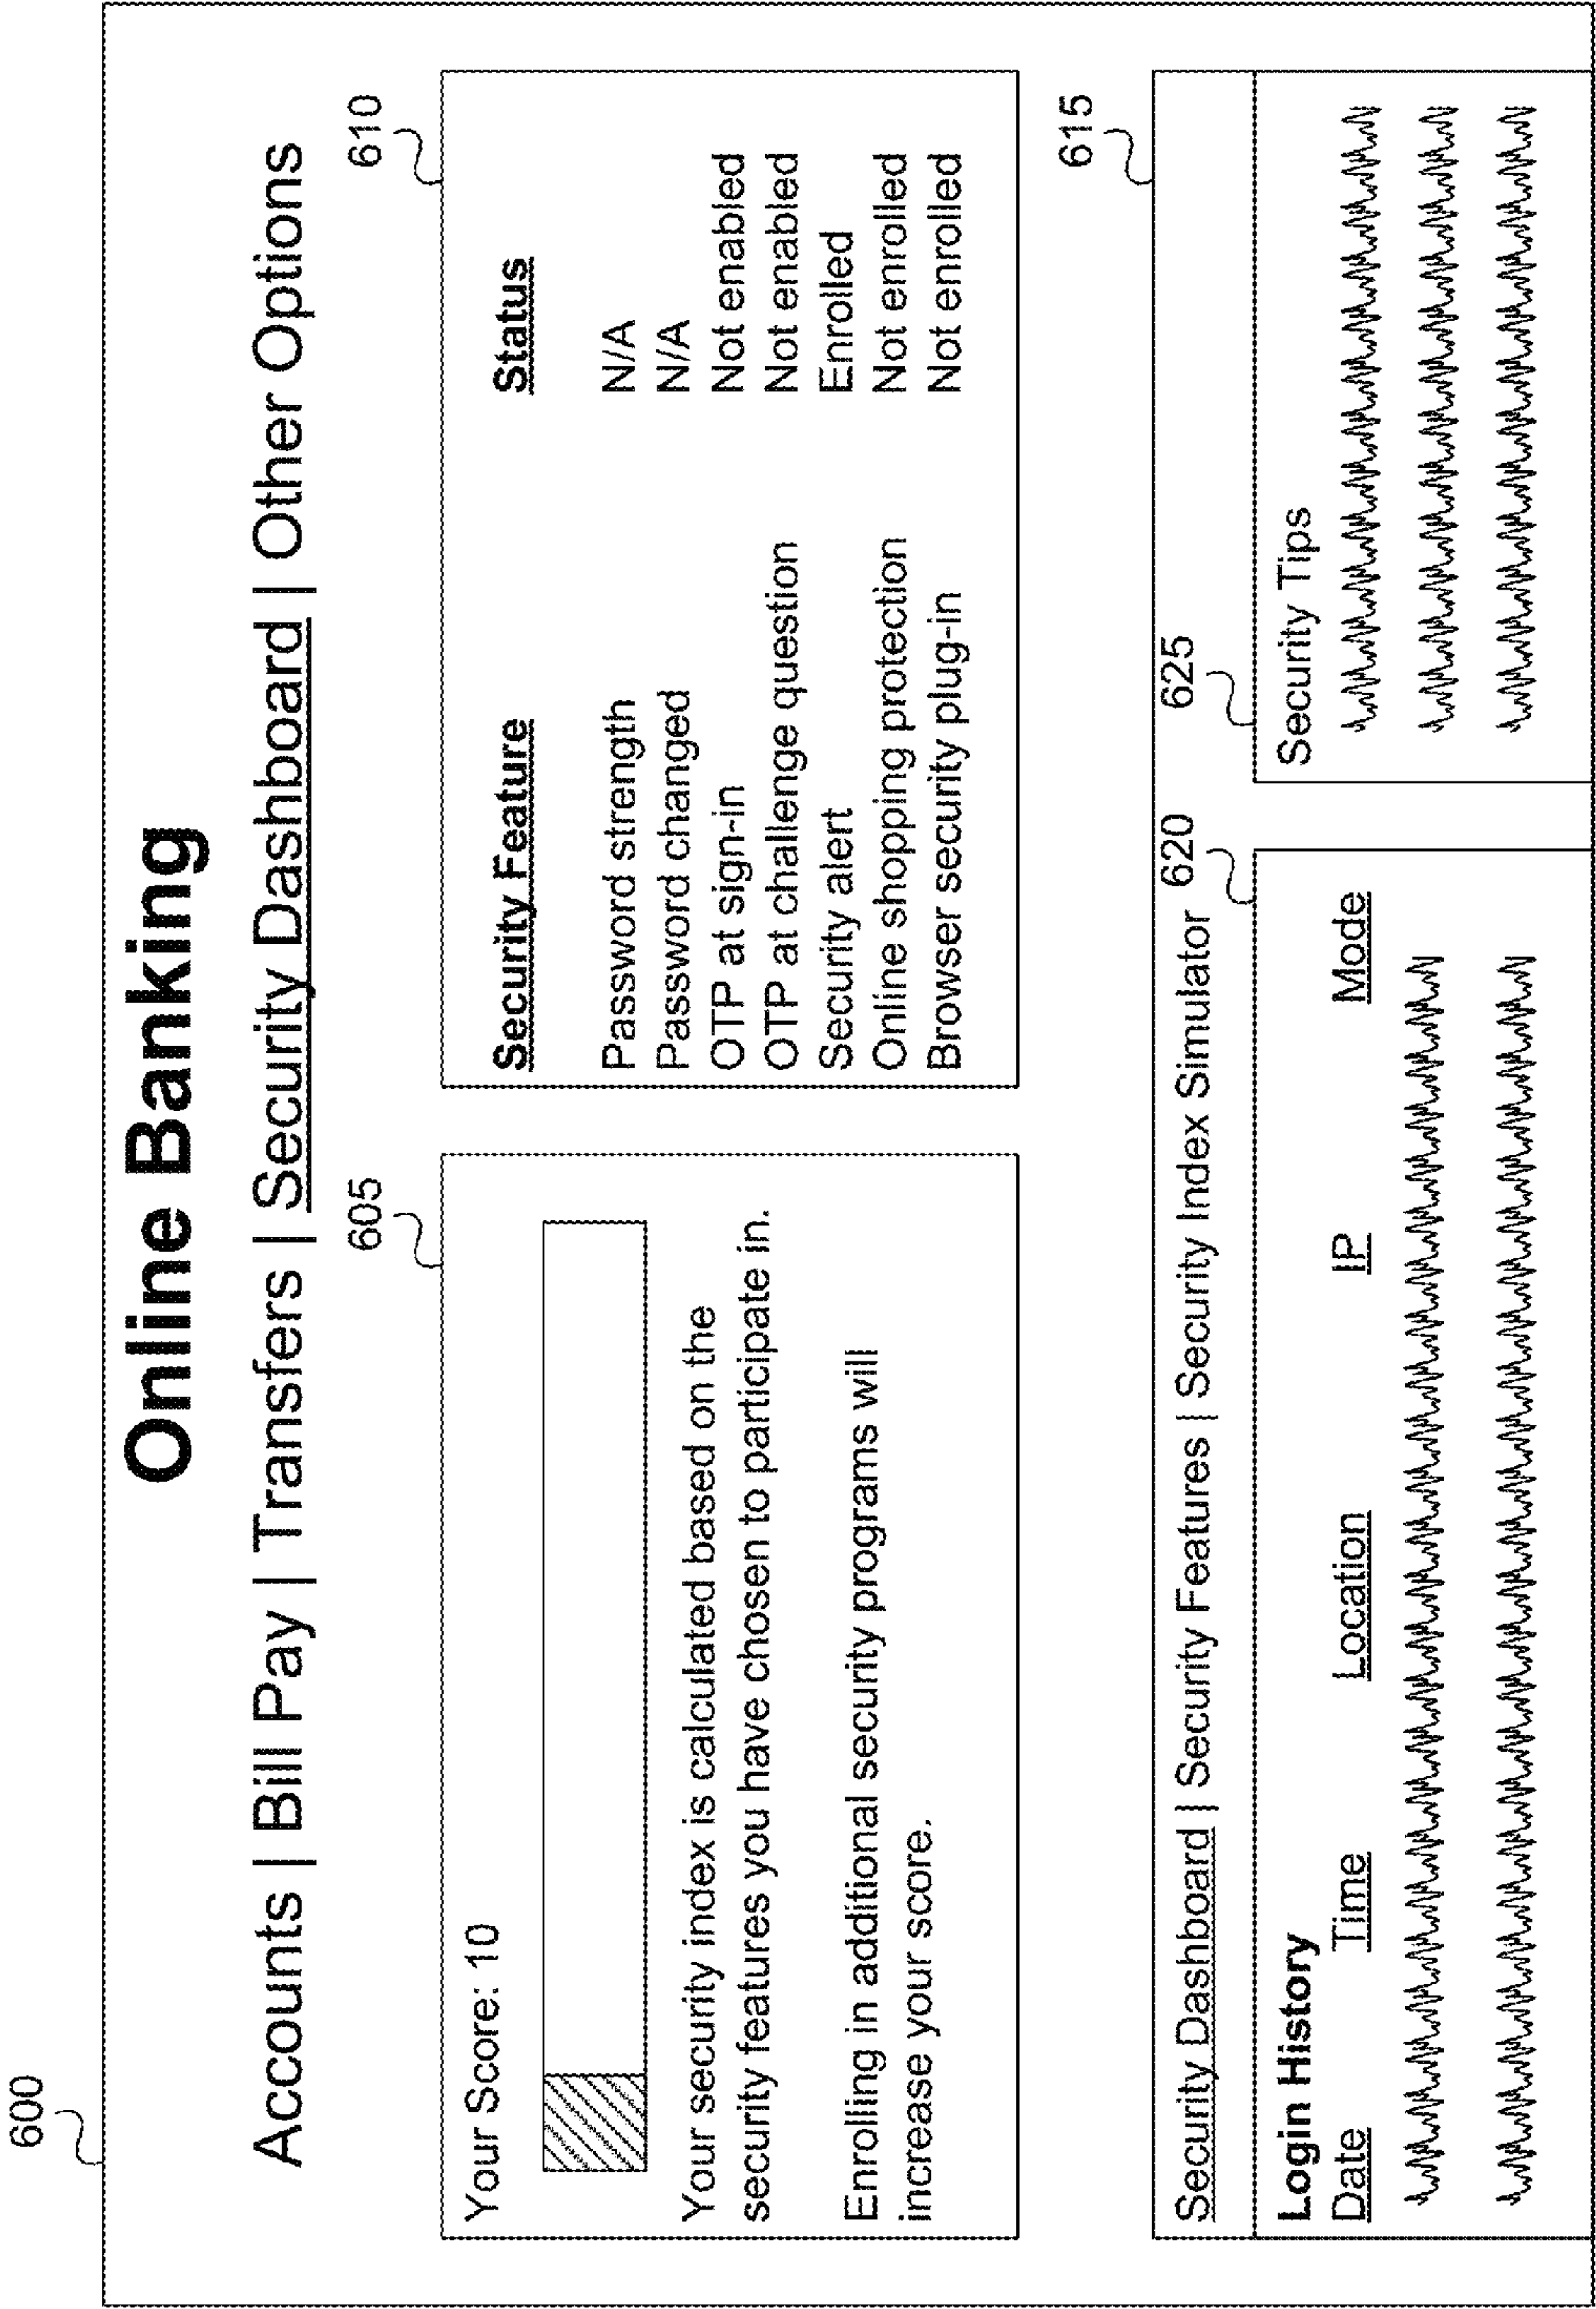 600
Online Banking
Accounts | Bill Pay | Transfers | Security Dashboard | Other Options
605
Your Score: 10
Your security index is calculated based on the
security features you have chosen to participate in.
Enrolling in additional security programs will
increase your score.
610
Security Feature Status
Password strength N/A
Password changed N/A
OTP at sign-in Not enabled
OTP at challenge question Not enabled
Security alert Enrolled
Online shopping protection Not enrolled
Browser security plug-in Not enrolled
615
Security Dashboard | Security Features | Security Index Simulator
620
Login History
Date Time Location IP Mode
625
Security Tips